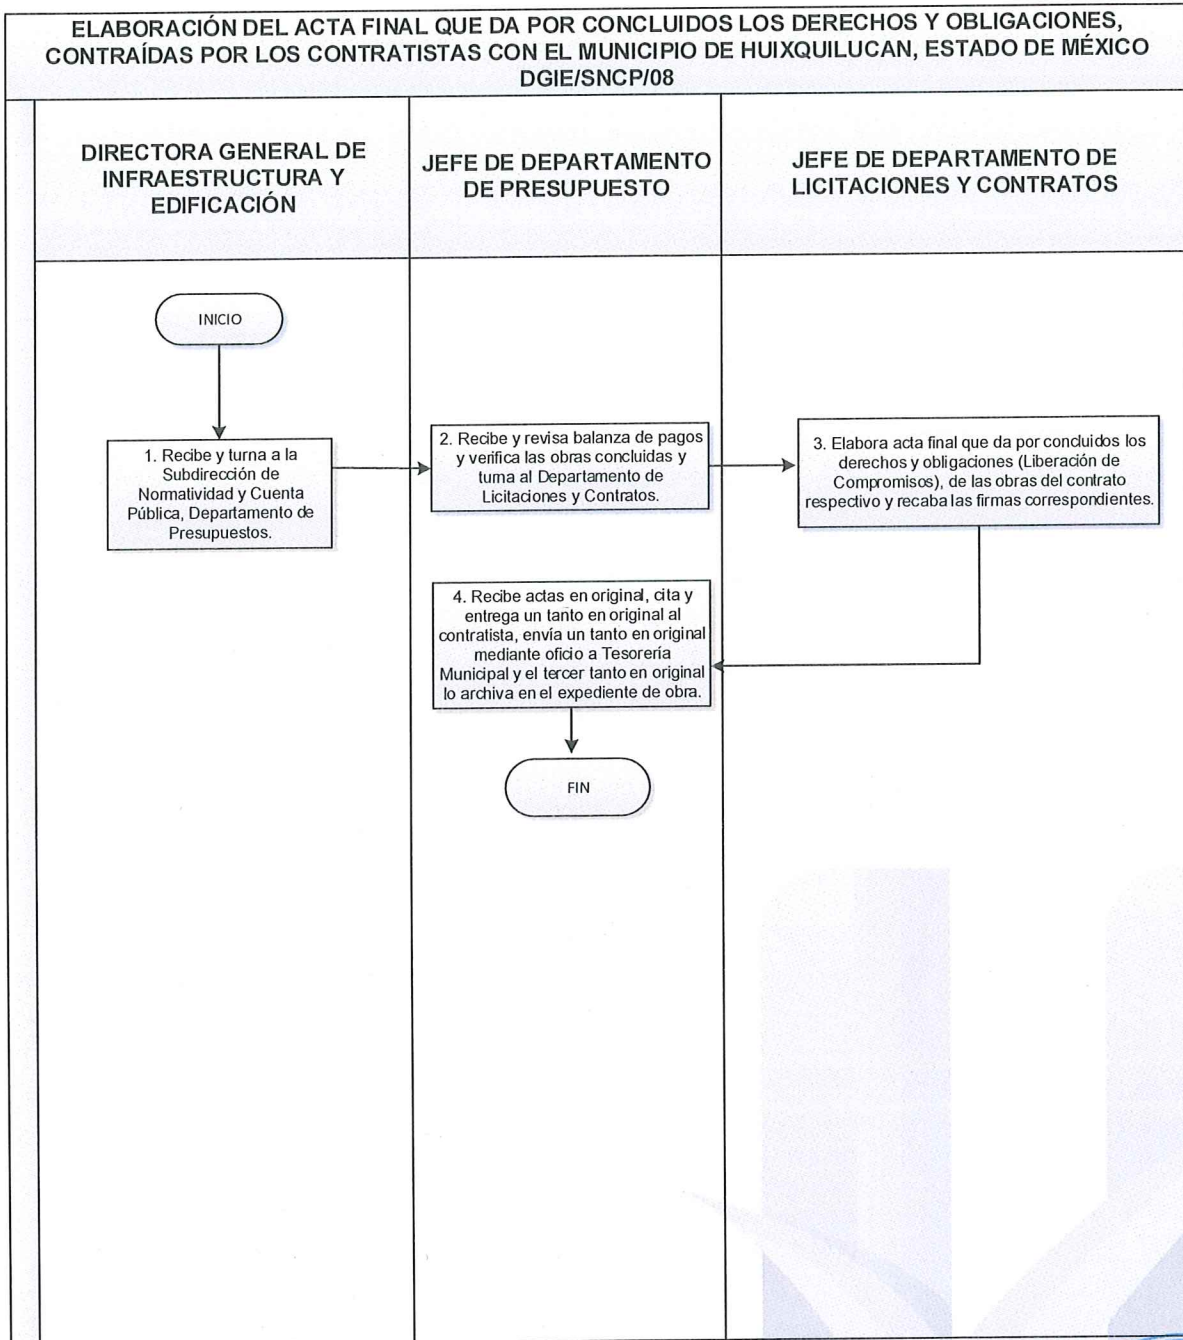 ELABORACIÓN DEL ACTA FINAL QUE DA POR CONCLUIDOS LOS DERECHOS Y OBLIGACIONES,
CONTRAÍDAS POR LOS CONTRATISTAS CON EL MUNICIPIO DE HUIXQUILUCAN, ESTADO DE MÉXICO
DGIE/SNCP/08
DIRECTORA GENERAL DE
INFRAESTRUCTURA Y
EDIFICACIÓN
JEFE DE DEPARTAMENTO
DE PRESUPUESTO
JEFE DE DEPARTAMENTO DE
LICITACIONES Y CONTRATOS
INICIO
1. Recibe y turna a la
Subdirección de
Normatividad y Cuenta
Pública, Departamento de
Presupuestos.
2. Recibe y revisa balanza de pagos
y verifica las obras concluidas y
turna al Departamento de
Licitaciones y Contratos.
3. Elabora acta final que da por concluidos los
derechos y obligaciones (Liberación de
Compromisos), de las obras del contrato
respectivo y recaba las firmas correspondientes.
4. Recibe actas en original, cita y
entrega un tanto en original al
contratista, envía un tanto en original
mediante oficio a Tesorería
Municipal y el tercer tanto en original
lo archiva en el expediente de obra.
FIN